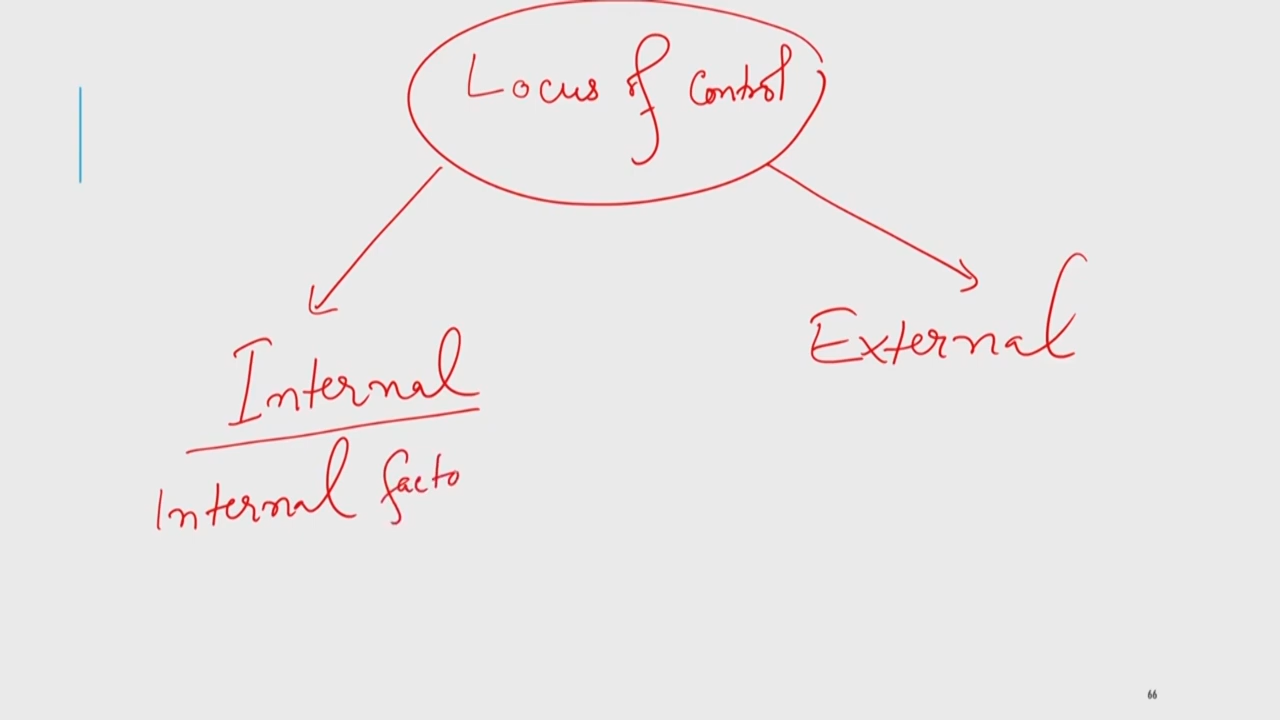 Locus of control
Internal
External
Internal facto
66